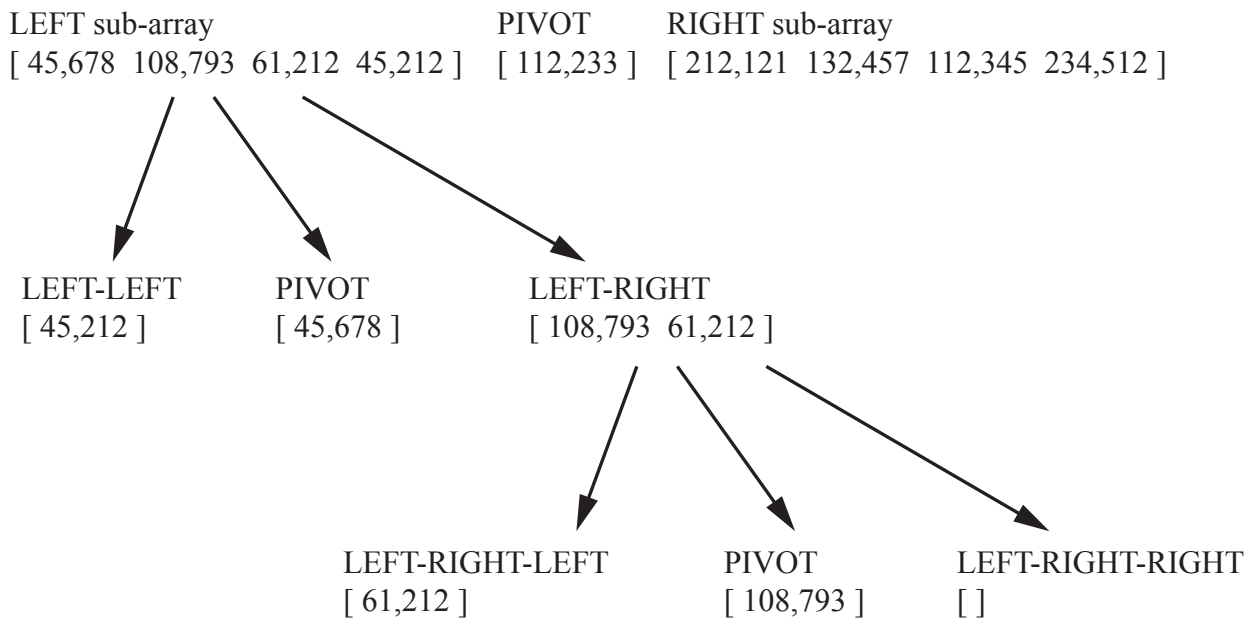 LEFT sub-array PIVOT RIGHT sub-array
[ 45,678 108,793 61,212 45,212 ] [ 112,233 ] [ 212,121 132,457 112,345 234,512 ]
LEFT-LEFT PIVOT LEFT-RIGHT
[ 45,212 ] [ 45,678 ] [ 108,793 61,212 ]
LEFT-RIGHT-LEFT PIVOT LEFT-RIGHT-RIGHT
[ 61,212 ] [ 108,793 ] [ ]